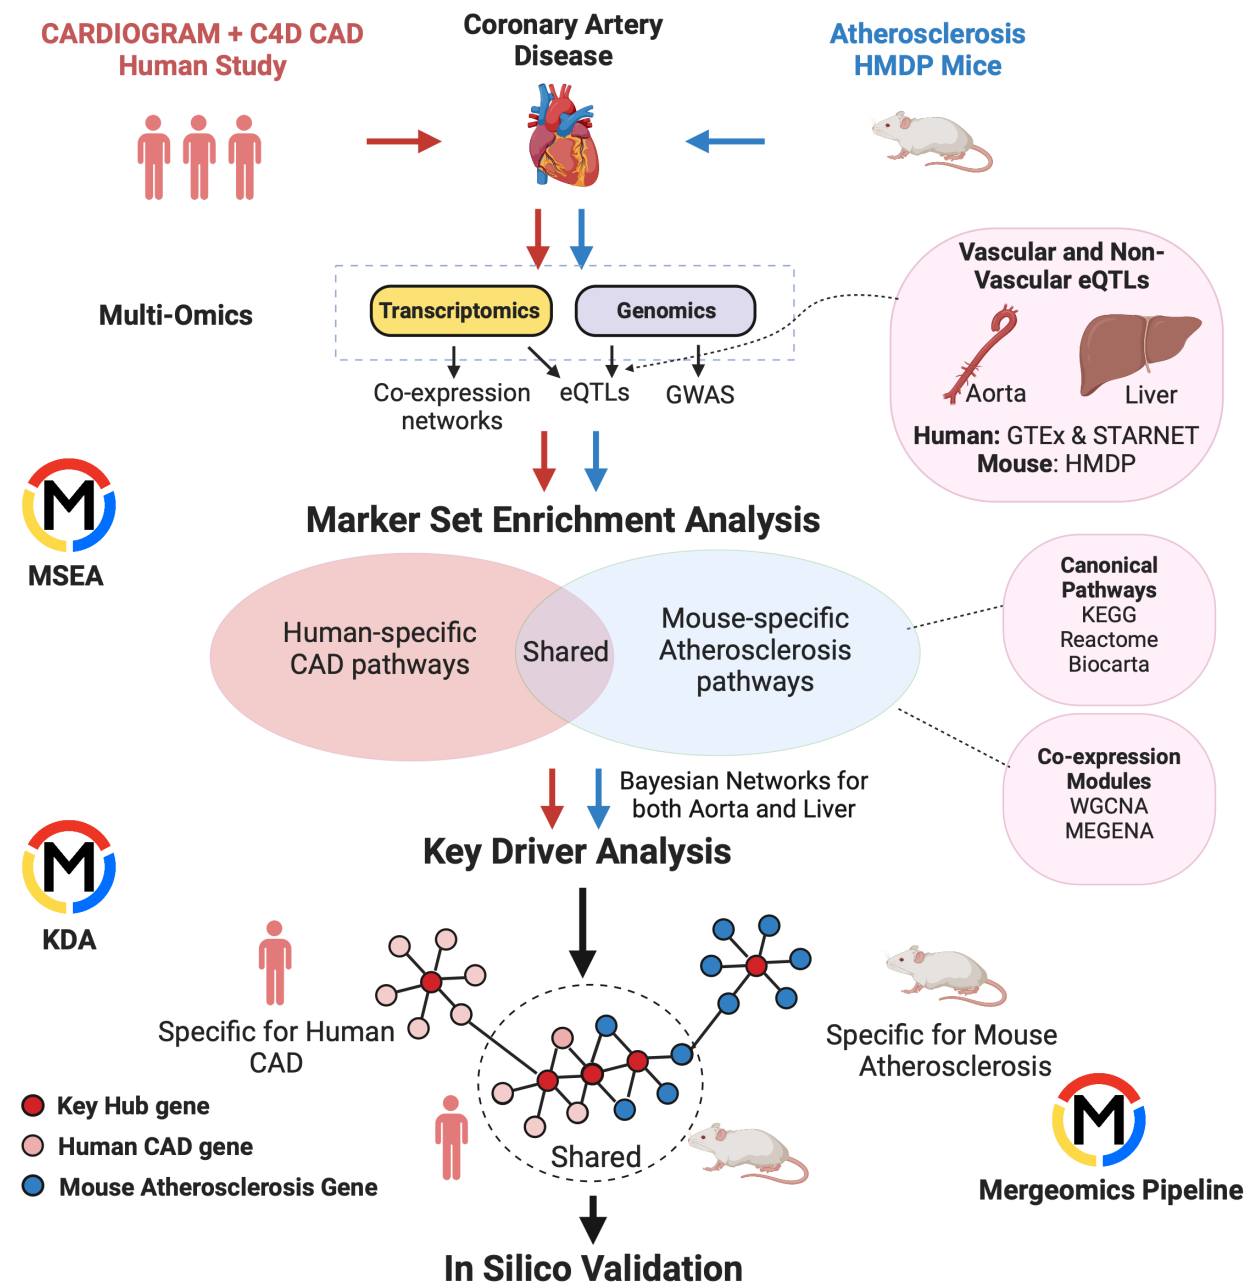 CARDIOGRAM + C4D CAD
Human Study
Coronary Artery
Disease
Atherosclerosis
HMDP Mice
Multi-Omics
Transcriptomics
Genomics
Co-expression
networks
eQTLs
GWAS
Vascular and Non-
Vascular eQTLs
Aorta
Liver
Human: GTEx & STARNET
Mouse: HMDP
M
MSEA
Marker Set Enrichment Analysis
Human-specific
CAD pathways
Shared
Mouse-specific
Atherosclerosis
pathways
Canonical
Pathways
KEGG
Reactome
Biocarta
Co-expression
Modules
WGCNA
MEGENA
Bayesian Networks for
both Aorta and Liver
M
KDA
Key Driver Analysis
Specific for Human
CAD
Specific for Mouse
Atherosclerosis
Key Hub gene
Human CAD gene
Mouse Atherosclerosis Gene
Shared
M
Mergeomics Pipeline
In Silico Validation